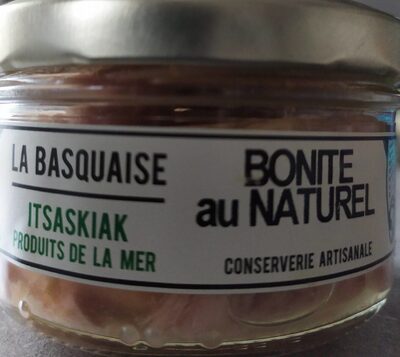 LA BASQUAISE
ITSASKIAK
PRODUITS DE LA MER
BONITE
au NATUREL
CONSERVERIE ARTISANALE